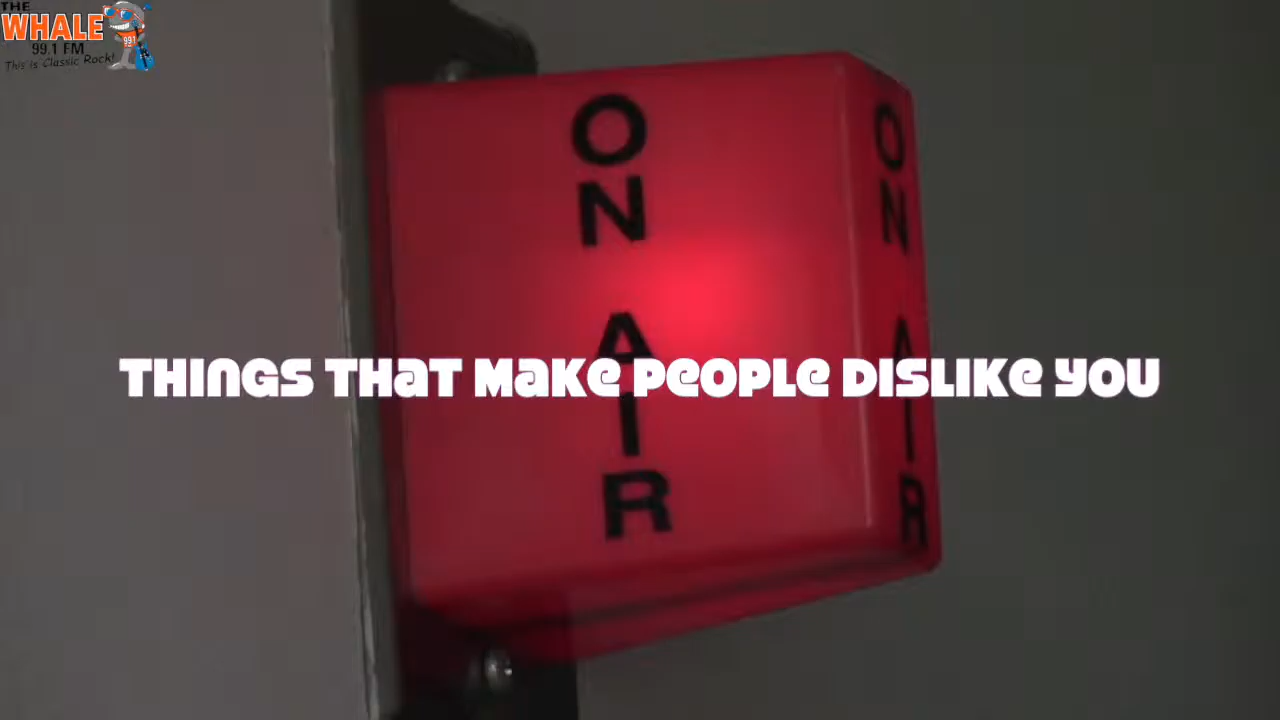 THE
WHALE
99.1 FM
This is Classic Rock!
991
ON AIR
ON AIR
THINGS THAT MAKE PEOPLE DISLIKE YOU